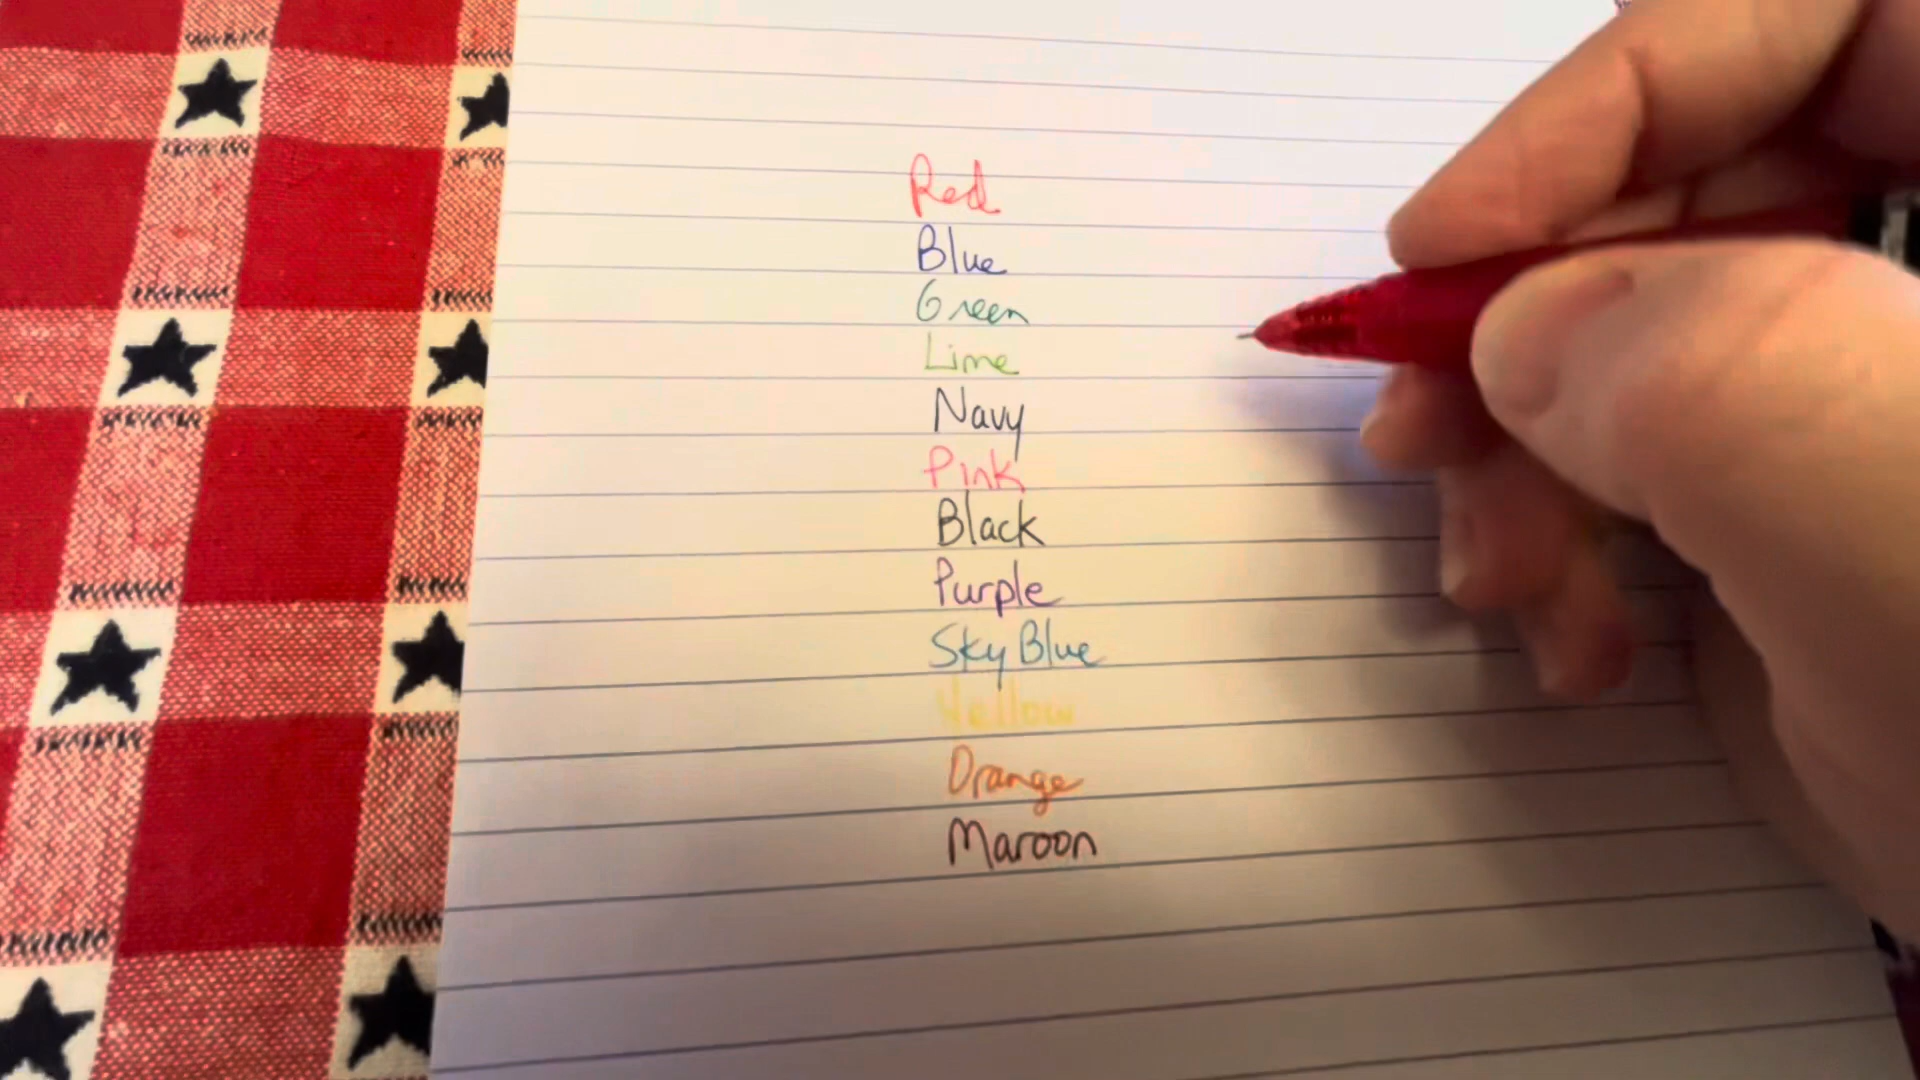 Red
Blue
Green
Lime
Navy
Pink
Black
Purple
Sky Blue
Yellow
Orange
Maroon